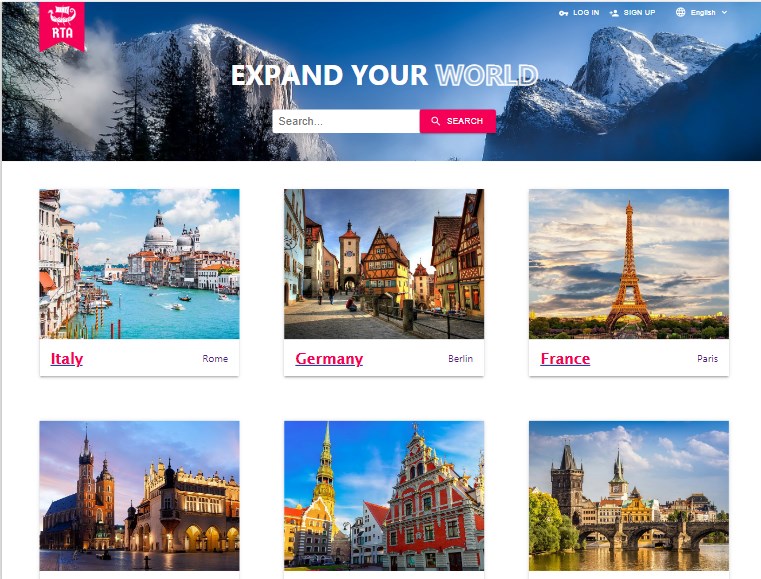 RTA
LOG IN SIGN UP English
EXPAND YOUR WORLD
Search... SEARCH
Italy Rome
Germany Berlin
France Paris